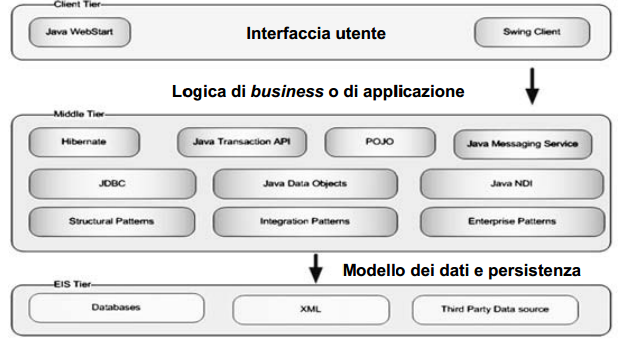 Client Tier
Java WebStart
Interfaccia utente
Swing Client
Logica di business o di applicazione
Middle Tier
Hibernate
Java Transaction API
POJO
Java Messaging Service
JDBC
Java Data Objects
Java NDI
Structural Patterns
Integration Patterns
Enterprise Patterns
Modello dei dati e persistenza
EIS Tier
Databases
XML
Third Party Data source